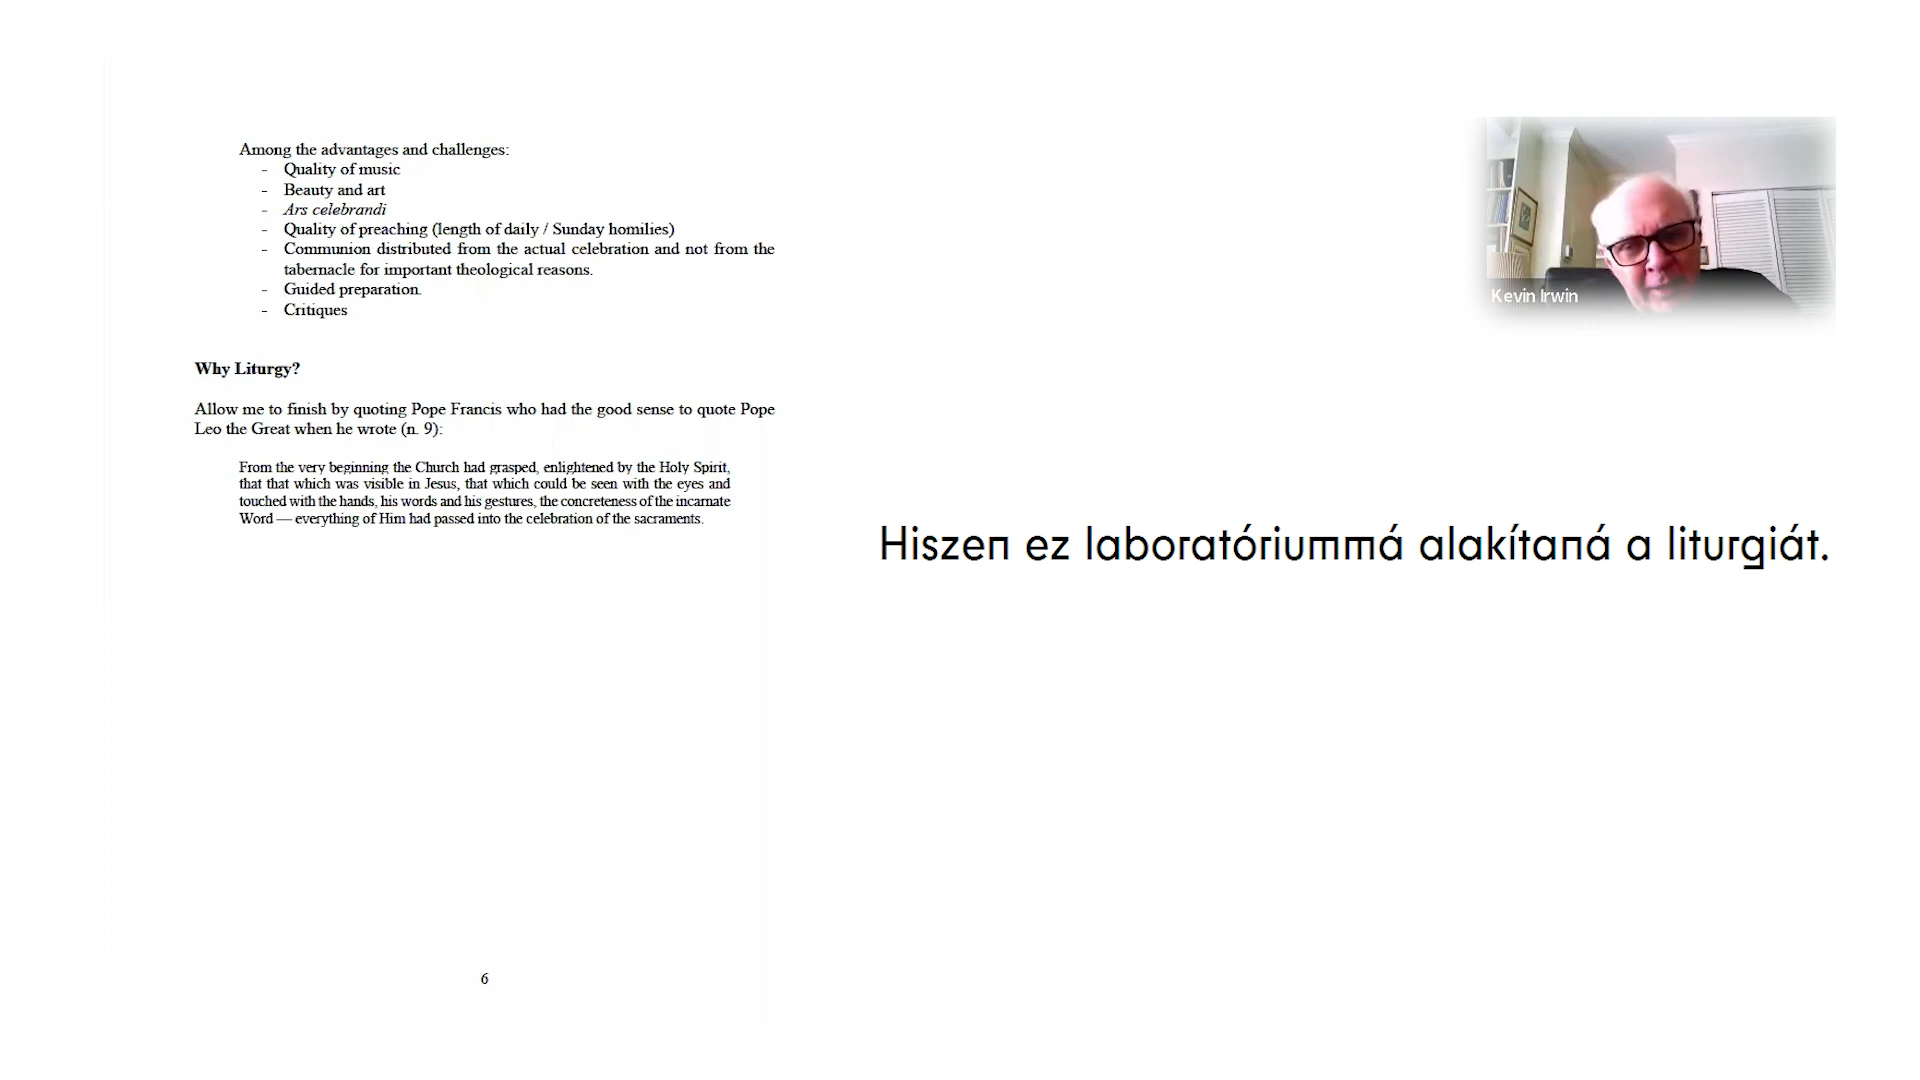 Among the advantages and challenges:
- Quality of music
- Beauty and art
- Ars celebrandi
- Quality of preaching (length of daily / Sunday homilies)
- Communion distributed from the actual celebration and not from the
tabernacle for important theological reasons.
- Guided preparation.
- Critiques
Why Liturgy?
Allow me to finish by quoting Pope Francis who had the good sense to quote Pope
Leo the Great when he wrote (n. 9):
From the very beginning the Church had grasped, enlightened by the Holy Spirit,
that that which was visible in Jesus, that which could be seen with the eyes and
touched with the hands, his words and his gestures, the concreteness of the incarnate
Word — everything of Him had passed into the celebration of the sacraments.
6
Kevin Irwin
Hiszen ez laboratóriummá alakítaná a liturgiát.